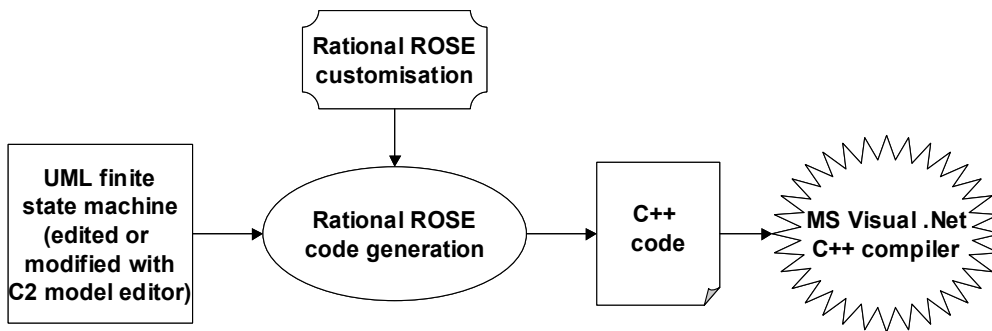 Rational ROSE
customisation
UML finite
state machine
(edited or
modified with
C2 model editor)
Rational ROSE
code generation
C++
code
MS Visual .Net
C++ compiler